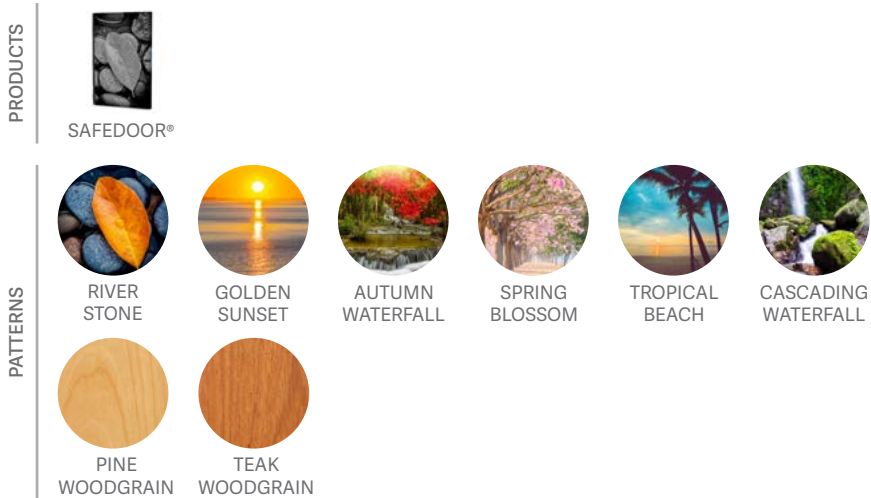 PRODUCTS
SAFEDOOR®
PATTERNS
RIVER
STONE
GOLDEN
SUNSET
AUTUMN
WATERFALL
SPRING
BLOSSOM
TROPICAL
BEACH
CASCADING
WATERFALL
PINE
WOODGRAIN
TEAK
WOODGRAIN